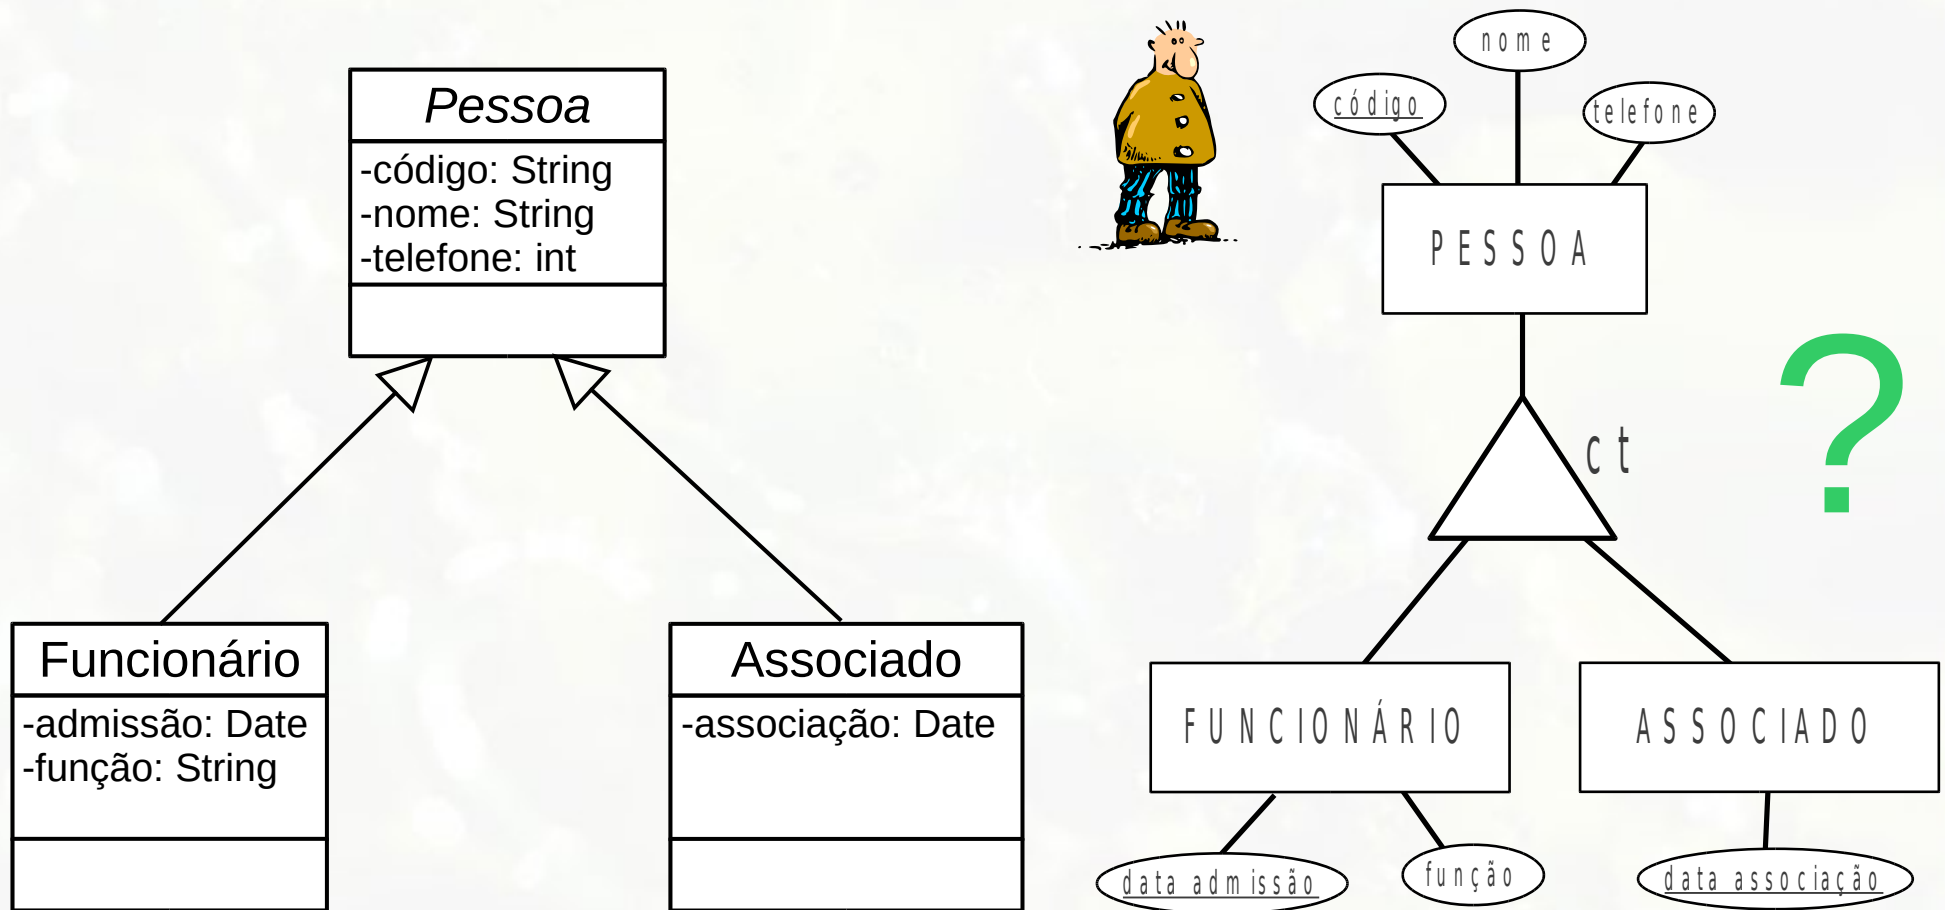 Pessoa
-código: String
-nome: String
-telefone: int
Funcionário
-admissão: Date
-função: String
Associado
-associação: Date
nome
código
telefone
PESSOA
ct
?
FUNCIONÁRIO
ASSOCIADO
data admissão
função
data associação